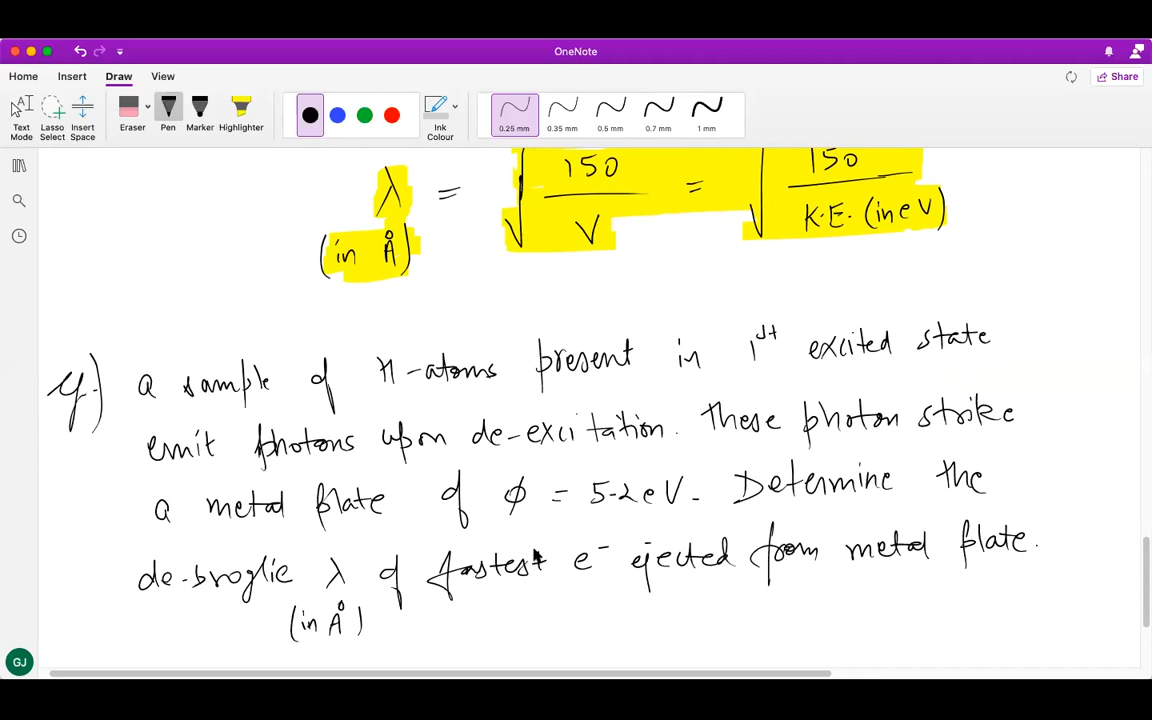 OneNote
Home Insert Draw View
Share
Text Mode
Lasso Select
Insert Space
Eraser
Pen
Marker
Highlighter
Ink Colour
0.25 mm
0.35 mm
0.5 mm
0.7 mm
1 mm
λ (in Å) = √(150/V) = √(150/K.E. (in eV))
a sample of H-atoms present in 1st excited state
emit photons upon de-excitation. These photon strike
a metal plate of φ = 5.2 eV. Determine the
de-broglie λ of fastest e⁻ ejected from metal plate.
(in Å)
GJ